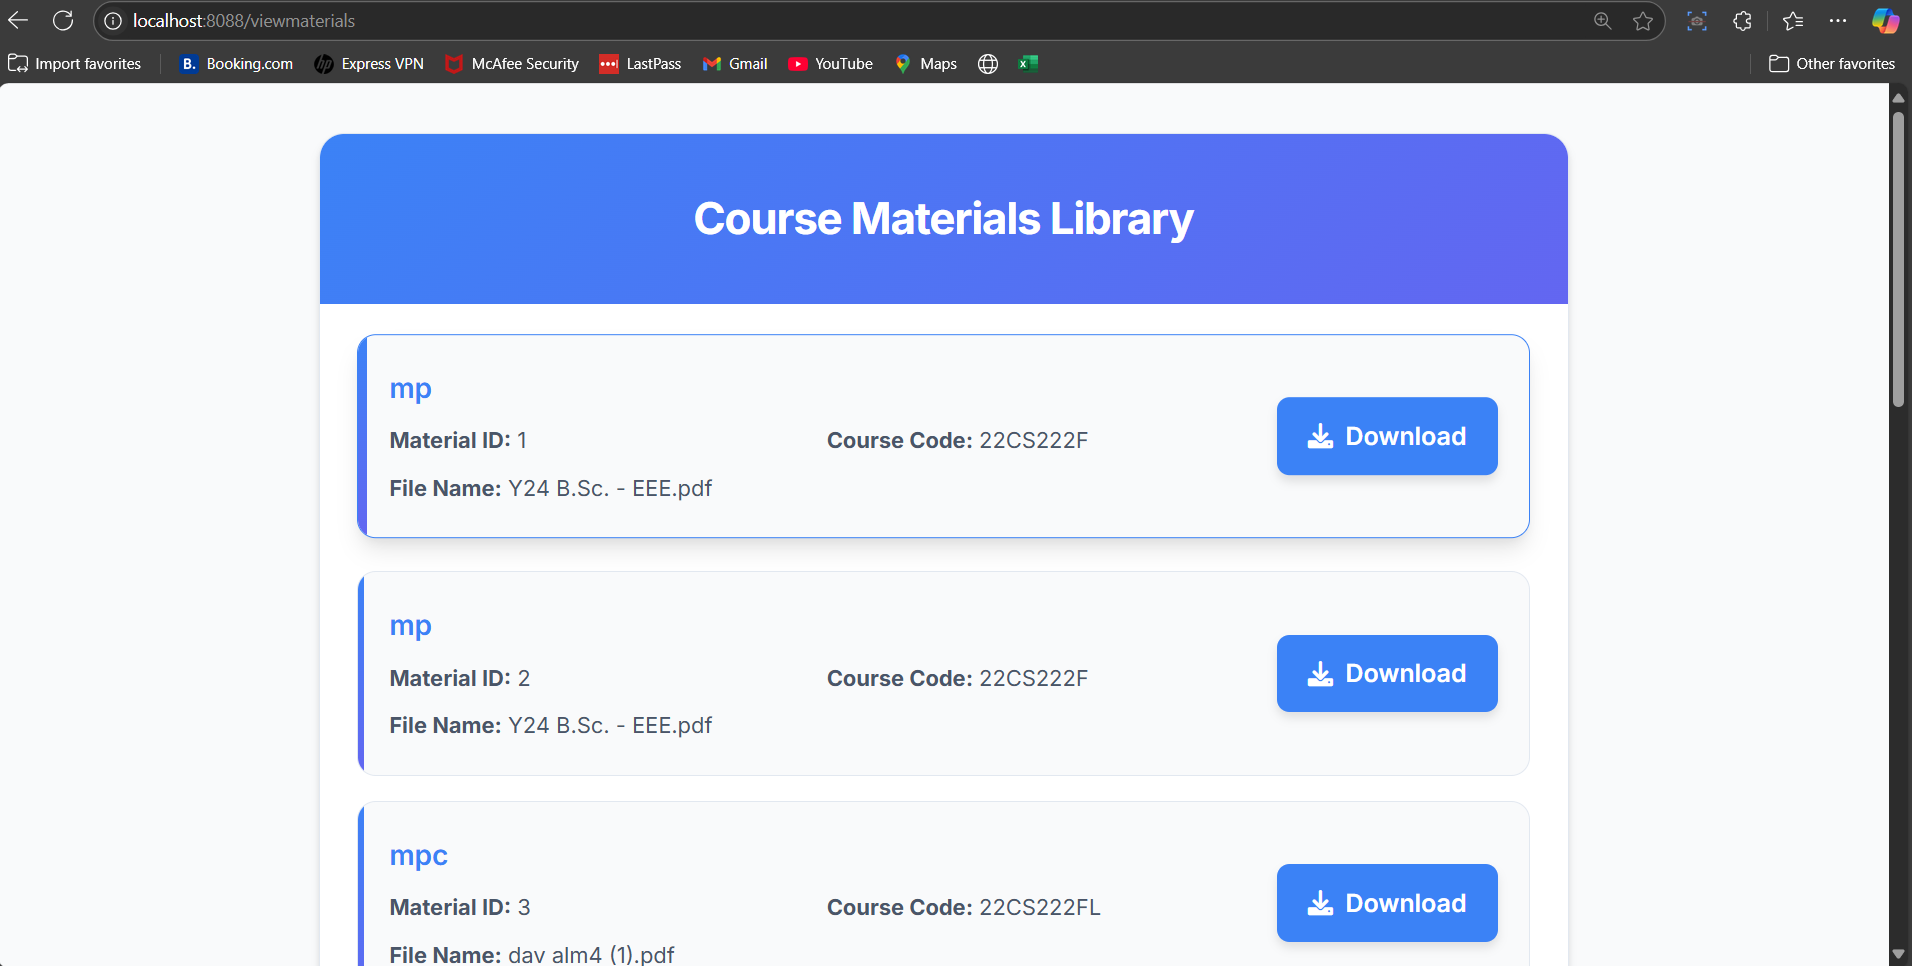 localhost:8088/viewmaterials
Import favorites B. Booking.com hp Express VPN McAfee Security LastPass Gmail YouTube Maps Other favorites
Course Materials Library
mp
Material ID: 1 Course Code: 22CS222F Download
File Name: Y24 B.Sc. - EEE.pdf
mp
Material ID: 2 Course Code: 22CS222F Download
File Name: Y24 B.Sc. - EEE.pdf
mpc
Material ID: 3 Course Code: 22CS222FL Download
File Name: dav alm4 (1).pdf